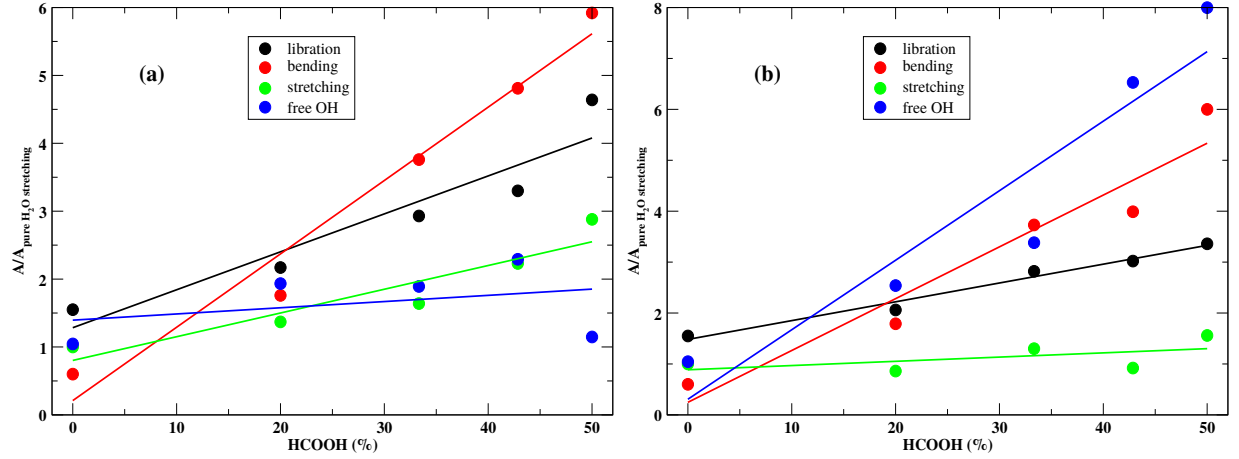 (a)
libration
bending
stretching
free OH
A/A pure H₂O stretching
6
5
4
3
2
1
0
0 10 20 30 40 50
HCOOH (%)
(b)
libration
bending
stretching
free OH
A/A pure H₂O stretching
8
6
4
2
0
0 10 20 30 40 50
HCOOH (%)